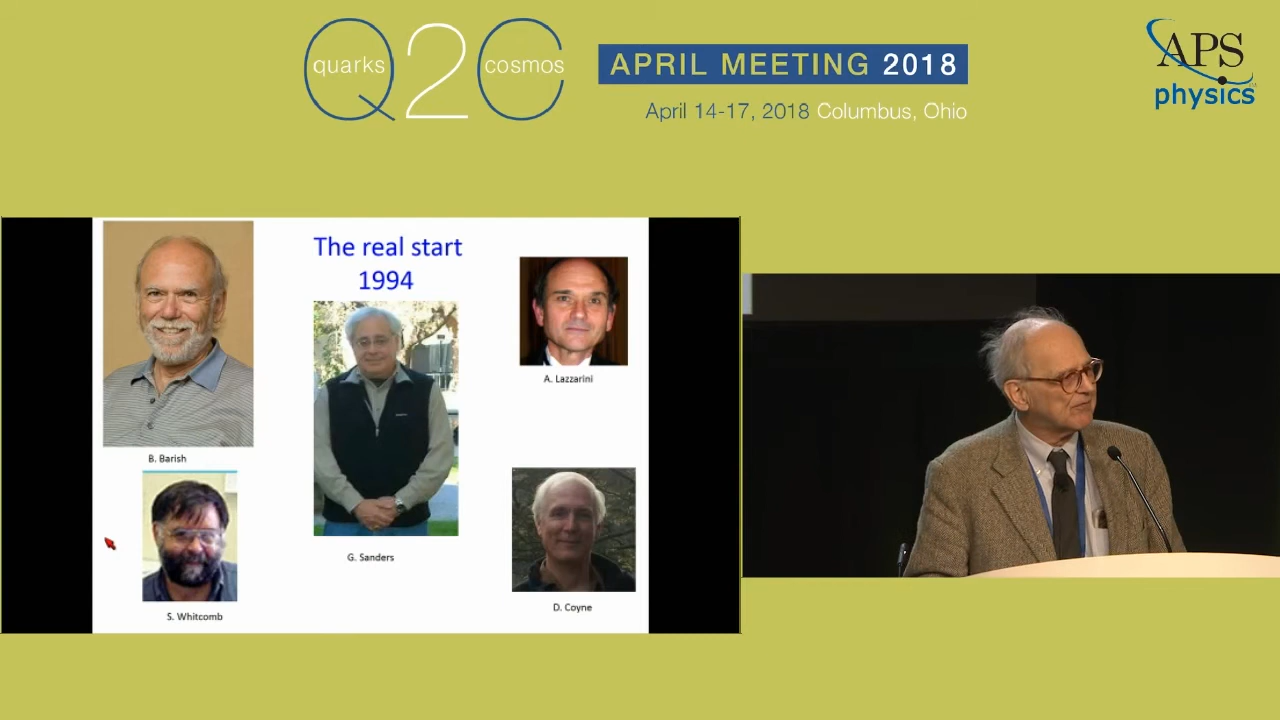 quarks Q2C cosmos
APRIL MEETING 2018
April 14-17, 2018 Columbus, Ohio
APS
physics
The real start
1994
B. Barish
S. Whitcomb
G. Sanders
A. Lazzarini
D. Coyne